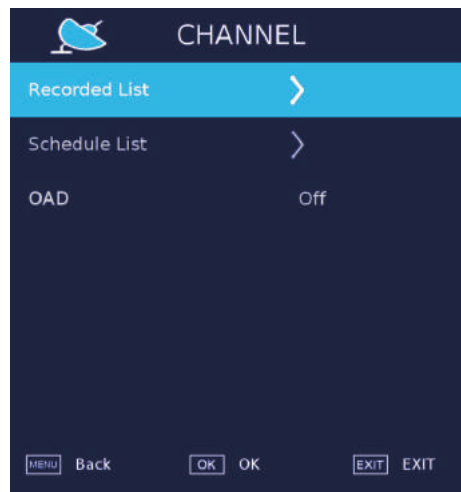 CHANNEL
Recorded List
Schedule List
OAD Off
MENU Back OK OK EXIT EXIT